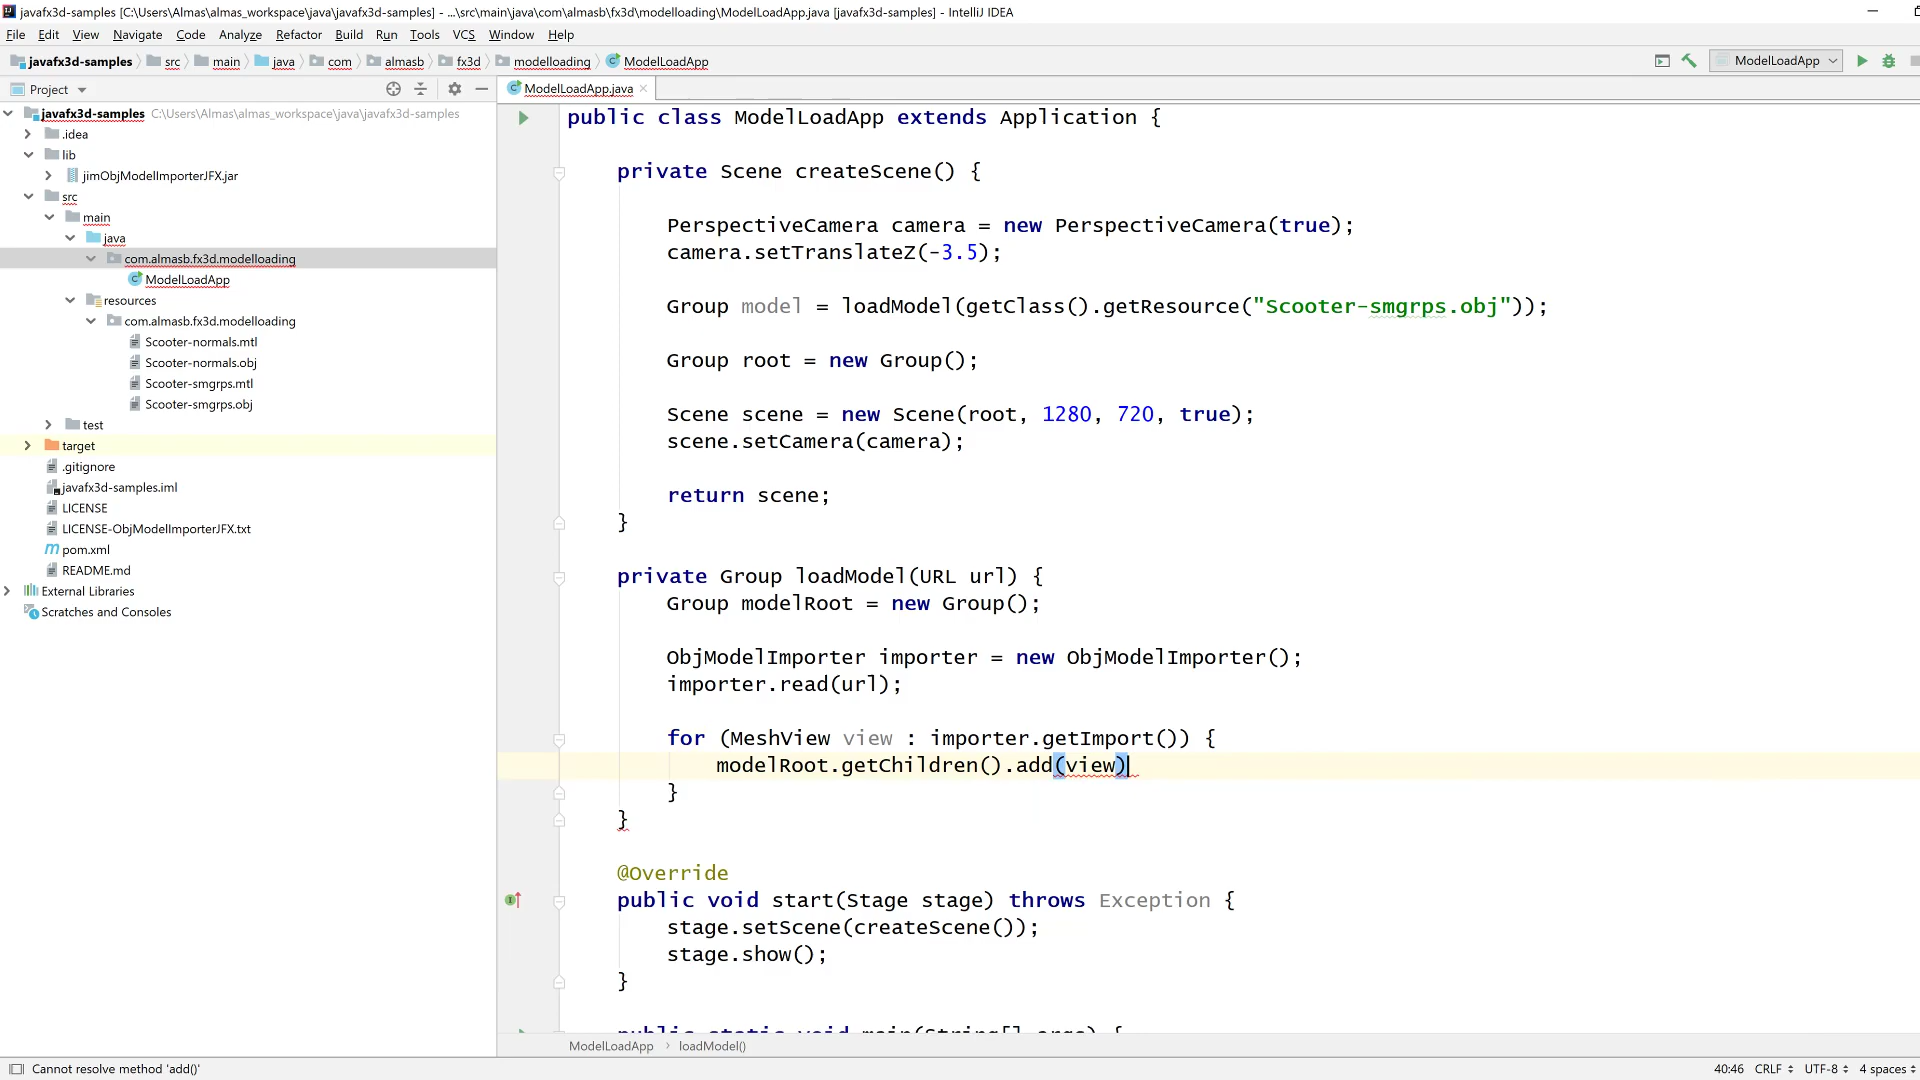 javafx3d-samples [C:\Users\Almas\almas_workspace\java\javafx3d-samples] - ...\src\main\java\com\almasb\fx3d\modelloading\ModelLoadApp.java [javafx3d-samples] - IntelliJ IDEA
File Edit View Navigate Code Analyze Refactor Build Run Tools VCS Window Help
javafx3d-samples src main java com almasb fx3d modelloading ModelLoadApp ModelLoadApp
Project
ModelLoadApp.java
javafx3d-samples C:\Users\Almas\almas_workspace\java\javafx3d-samples
.idea
lib
jimObjModelImporterJFX.jar
src
main
java
com.almasb.fx3d.modelloading
ModelLoadApp
resources
com.almasb.fx3d.modelloading
Scooter-normals.mtl
Scooter-normals.obj
Scooter-smgrps.mtl
Scooter-smgrps.obj
test
target
.gitignore
javafx3d-samples.iml
LICENSE
LICENSE-ObjModelImporterJFX.txt
pom.xml
README.md
External Libraries
Scratches and Consoles
public class ModelLoadApp extends Application {
private Scene createScene() {
PerspectiveCamera camera = new PerspectiveCamera(true);
camera.setTranslateZ(-3.5);
Group model = loadModel(getClass().getResource("Scooter-smgrps.obj"));
Group root = new Group();
Scene scene = new Scene(root, 1280, 720, true);
scene.setCamera(camera);
return scene;
}
private Group loadModel(URL url) {
Group modelRoot = new Group();
ObjModelImporter importer = new ObjModelImporter();
importer.read(url);
for (MeshView view : importer.getImport()) {
modelRoot.getChildren().add(view)
}
}
@Override
public void start(Stage stage) throws Exception {
stage.setScene(createScene());
stage.show();
}
public static void main(String[] args) {
ModelLoadApp loadModel()
Cannot resolve method 'add()' 40:46 CRLF UTF-8 4 spaces